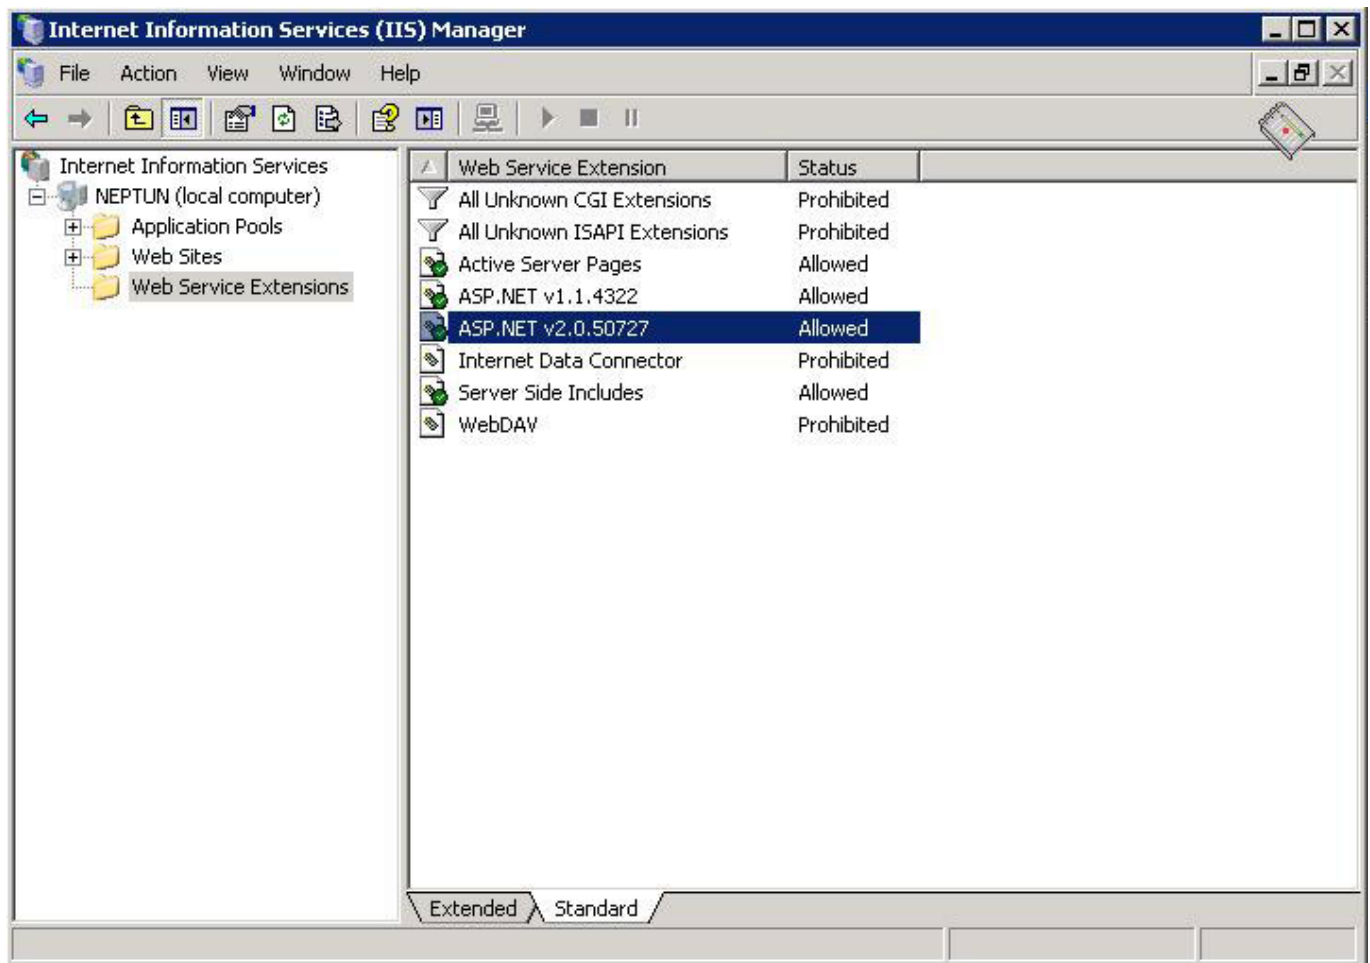 Internet Information Services (IIS) Manager
File Action View Window Help
Internet Information Services
NEPTUN (local computer)
Application Pools
Web Sites
Web Service Extensions
Web Service Extension Status
All Unknown CGI Extensions Prohibited
All Unknown ISAPI Extensions Prohibited
Active Server Pages Allowed
ASP.NET v1.1.4322 Allowed
ASP.NET v2.0.50727 Allowed
Internet Data Connector Prohibited
Server Side Includes Allowed
WebDAV Prohibited
Extended Standard